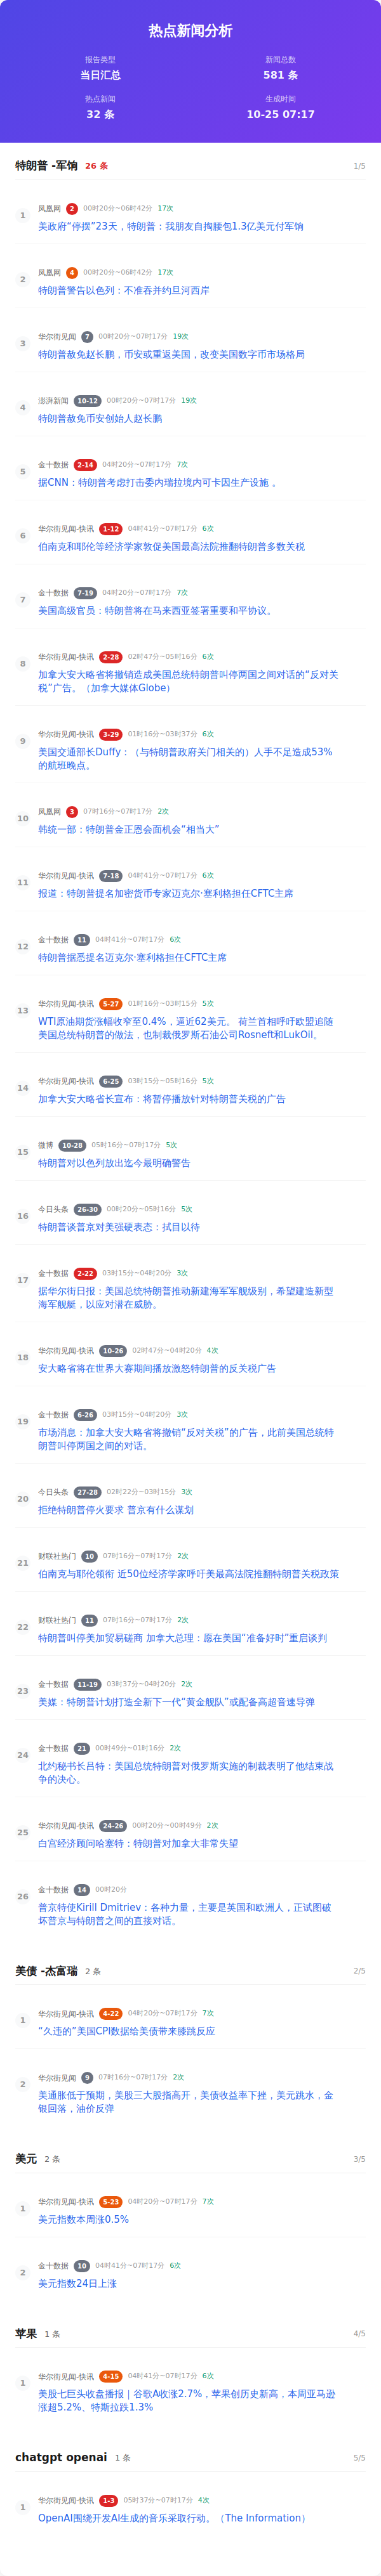 热点新闻分析
报告类型
新闻总数
当日汇总
581 条
热点新闻
生成时间
32 条
10-25 07:17
特朗普 -军饷 26 条 1/5
1 凤凰网 2 00时20分~06时42分 17次
美政府“停摆”23天，特朗普：我朋友自掏腰包1.3亿美元付军饷
2 凤凰网 4 00时20分~06时42分 17次
特朗普警告以色列：不准吞并约旦河西岸
3 华尔街见闻 7 00时20分~07时17分 19次
特朗普赦免赵长鹏，币安或重返美国，改变美国数字币市场格局
4 澎湃新闻 10-12 00时20分~07时17分 19次
特朗普赦免币安创始人赵长鹏
5 金十数据 2-14 04时20分~07时17分 7次
据CNN：特朗普考虑打击委内瑞拉境内可卡因生产设施 。
6 华尔街见闻-快讯 1-12 04时41分~07时17分 6次
伯南克和耶伦等经济学家敦促美国最高法院推翻特朗普多数关税
7 金十数据 7-19 04时20分~07时17分 7次
美国高级官员：特朗普将在马来西亚签署重要和平协议。
8 华尔街见闻-快讯 2-28 02时47分~05时16分 6次
加拿大安大略省将撤销造成美国总统特朗普叫停两国之间对话的“反对关
税”广告。（加拿大媒体Globe）
9 华尔街见闻-快讯 3-29 01时16分~03时37分 6次
美国交通部长Duffy：（与特朗普政府关门相关的）人手不足造成53%
的航班晚点。
10 凤凰网 3 07时16分~07时17分 2次
韩统一部：特朗普金正恩会面机会“相当大”
11 华尔街见闻-快讯 7-18 04时41分~07时17分 6次
报道：特朗普提名加密货币专家迈克尔·塞利格担任CFTC主席
12 金十数据 11 04时41分~07时17分 6次
特朗普据悉提名迈克尔·塞利格担任CFTC主席
13 华尔街见闻-快讯 5-27 01时16分~03时15分 5次
WTI原油期货涨幅收窄至0.4%，逼近62美元。 荷兰首相呼吁欧盟追随
美国总统特朗普的做法，也制裁俄罗斯石油公司Rosneft和LukOil。
14 华尔街见闻-快讯 6-25 03时15分~05时16分 5次
加拿大安大略省长宣布：将暂停播放针对特朗普关税的广告
15 微博 10-28 05时16分~07时17分 5次
特朗普对以色列放出迄今最明确警告
16 今日头条 26-30 00时20分~05时16分 5次
特朗普谈普京对美强硬表态：拭目以待
17 金十数据 2-22 03时15分~04时20分 3次
据华尔街日报：美国总统特朗普推动新建海军军舰级别，希望建造新型
海军舰艇，以应对潜在威胁。
18 华尔街见闻-快讯 10-26 02时47分~04时20分 4次
安大略省将在世界大赛期间播放激怒特朗普的反关税广告
19 金十数据 6-26 03时15分~04时20分 3次
市场消息：加拿大安大略省将撤销“反对关税”的广告，此前美国总统特
朗普叫停两国之间的对话。
20 今日头条 27-28 02时22分~03时15分 3次
拒绝特朗普停火要求 普京有什么谋划
21 财联社热门 10 07时16分~07时17分 2次
伯南克与耶伦领衔 近50位经济学家呼吁美最高法院推翻特朗普关税政策
22 财联社热门 11 07时16分~07时17分 2次
特朗普叫停美加贸易磋商 加拿大总理：愿在美国“准备好时”重启谈判
23 金十数据 11-19 03时37分~04时20分 2次
美媒：特朗普计划打造全新下一代“黄金舰队”或配备高超音速导弹
24 金十数据 21 00时49分~01时16分 2次
北约秘书长吕特：美国总统特朗普对俄罗斯实施的制裁表明了他结束战
争的决心。
25 华尔街见闻-快讯 24-26 00时20分~00时49分 2次
白宫经济顾问哈塞特：特朗普对加拿大非常失望
26 金十数据 14 00时20分
普京特使Kirill Dmitriev：各种力量，主要是英国和欧洲人，正试图破
坏普京与特朗普之间的直接对话。
美债 -杰富瑞 2 条 2/5
1 华尔街见闻-快讯 4-22 04时20分~07时17分 7次
“久违的”美国CPI数据给美债带来膝跳反应
2 华尔街见闻 9 07时16分~07时17分 2次
美通胀低于预期，美股三大股指高开，美债收益率下挫，美元跳水，金
银回落，油价反弹
美元 2 条 3/5
1 华尔街见闻-快讯 5-23 04时20分~07时17分 7次
美元指数本周涨0.5%
2 金十数据 10 04时41分~07时17分 6次
美元指数24日上涨
苹果 1 条 4/5
1 华尔街见闻-快讯 4-15 04时41分~07时17分 6次
美股七巨头收盘播报｜谷歌A收涨2.7%，苹果创历史新高，本周亚马逊
涨超5.2%、特斯拉跌1.3%
chatgpt openai 1 条 5/5
1 华尔街见闻-快讯 1-3 05时37分~07时17分 4次
OpenAI围绕开发AI生成的音乐采取行动。（The Information）